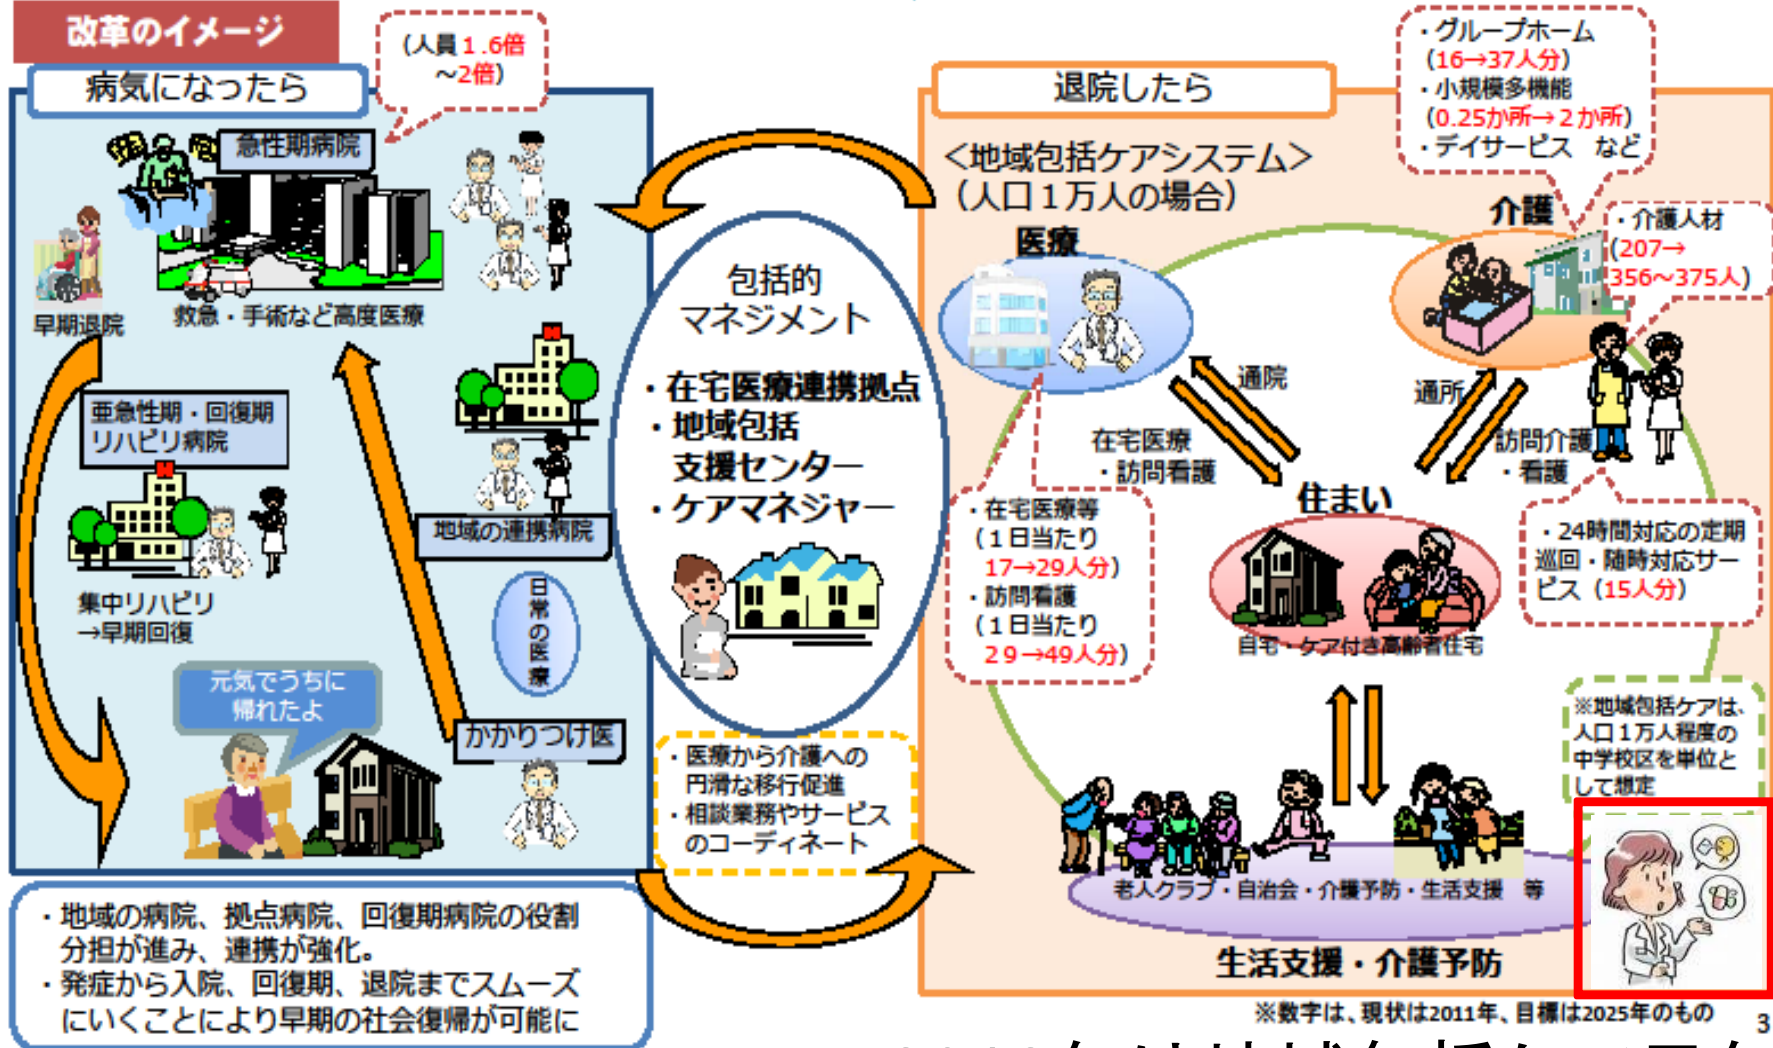 改革のイメージ
(人員1.6倍
～2倍)
病気になったら
急性期病院
早期退院
救急・手術など高度医療
亜急性期・回復期
リハビリ病院
集中リハビリ
→早期回復
地域の連携病院
日常の医療
元気でうちに
帰れたよ
かかりつけ医
・地域の病院、拠点病院、回復期病院の役割
分担が進み、連携が強化。
・発症から入院、回復期、退院までスムーズ
にいくことにより早期の社会復帰が可能に
包括的
マネジメント
・在宅医療連携拠点
・地域包括
支援センター
・ケアマネジャー
・医療から介護への
円滑な移行促進
・相談業務やサービス
のコーディネート
退院したら
<地域包括ケアシステム>
(人口1万人の場合)
・グループホーム
(16→37人分)
・小規模多機能
(0.25か所→2か所)
・デイサービス など
医療
介護
・介護人材
(207→
356～375人)
通院
通所
在宅医療
・訪問看護
訪問介護
・看護
・在宅医療等
(1日当たり
17→29人分)
・訪問看護
(1日当たり
29→49人分)
住まい
自宅・ケア付き高齢者住宅
・24時間対応の定期
巡回・随時対応サー
ビス(15人分)
※地域包括ケアは、
人口1万人程度の
中学校区を単位と
して想定
老人クラブ・自治会・介護予防・生活支援 等
生活支援・介護予防
※数字は、現状は2011年、目標は2025年のもの
3